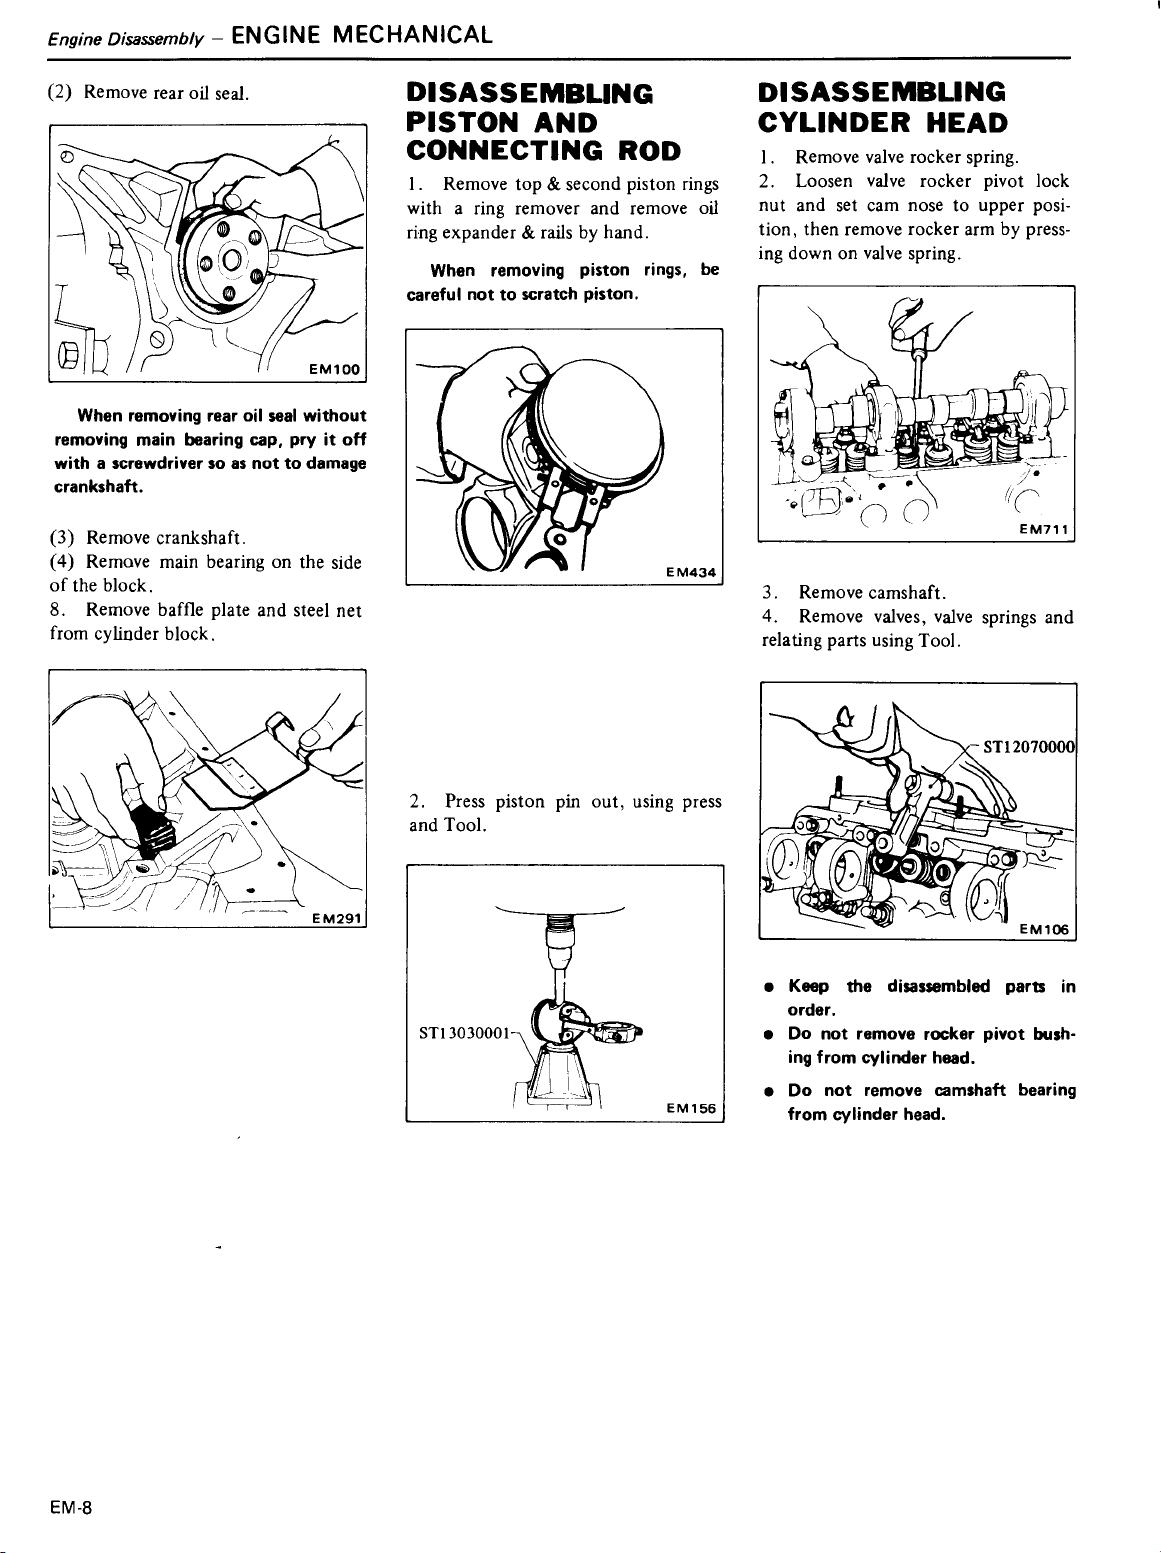 Engine Disassembly – ENGINE MECHANICAL
(2) Remove rear oil seal.
EM100
When removing rear oil seal without
removing main bearing cap, pry it off
with a screwdriver so as not to damage
crankshaft.
(3) Remove crankshaft.
(4) Remove main bearing on the side
of the block.
8. Remove baffle plate and steel net
from cylinder block.
EM291
DISASSEMBLING
PISTON AND
CONNECTING ROD
1. Remove top & second piston rings
with a ring remover and remove oil
ring expander & rails by hand.
When removing piston rings, be
careful not to scratch piston.
EM434
2. Press piston pin out, using press
and Tool.
ST13030001
EM156
DISASSEMBLING
CYLINDER HEAD
1. Remove valve rocker spring.
2. Loosen valve rocker pivot lock
nut and set cam nose to upper posi-
tion, then remove rocker arm by press-
ing down on valve spring.
EM711
3. Remove camshaft.
4. Remove valves, valve springs and
relating parts using Tool.
ST12070000
EM106
• Keep the disassembled parts in
order.
• Do not remove rocker pivot bush-
ing from cylinder head.
• Do not remove camshaft bearing
from cylinder head.
EM-8